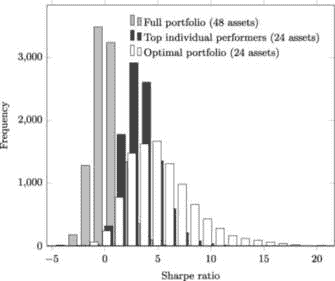 Full portfolio (48 assets)
Top individual performers (24 assets)
Optimal portfolio (24 assets)
3,000
2,000
1,000
0
Frequency
−5 0 5 10 15 20
Sharpe ratio